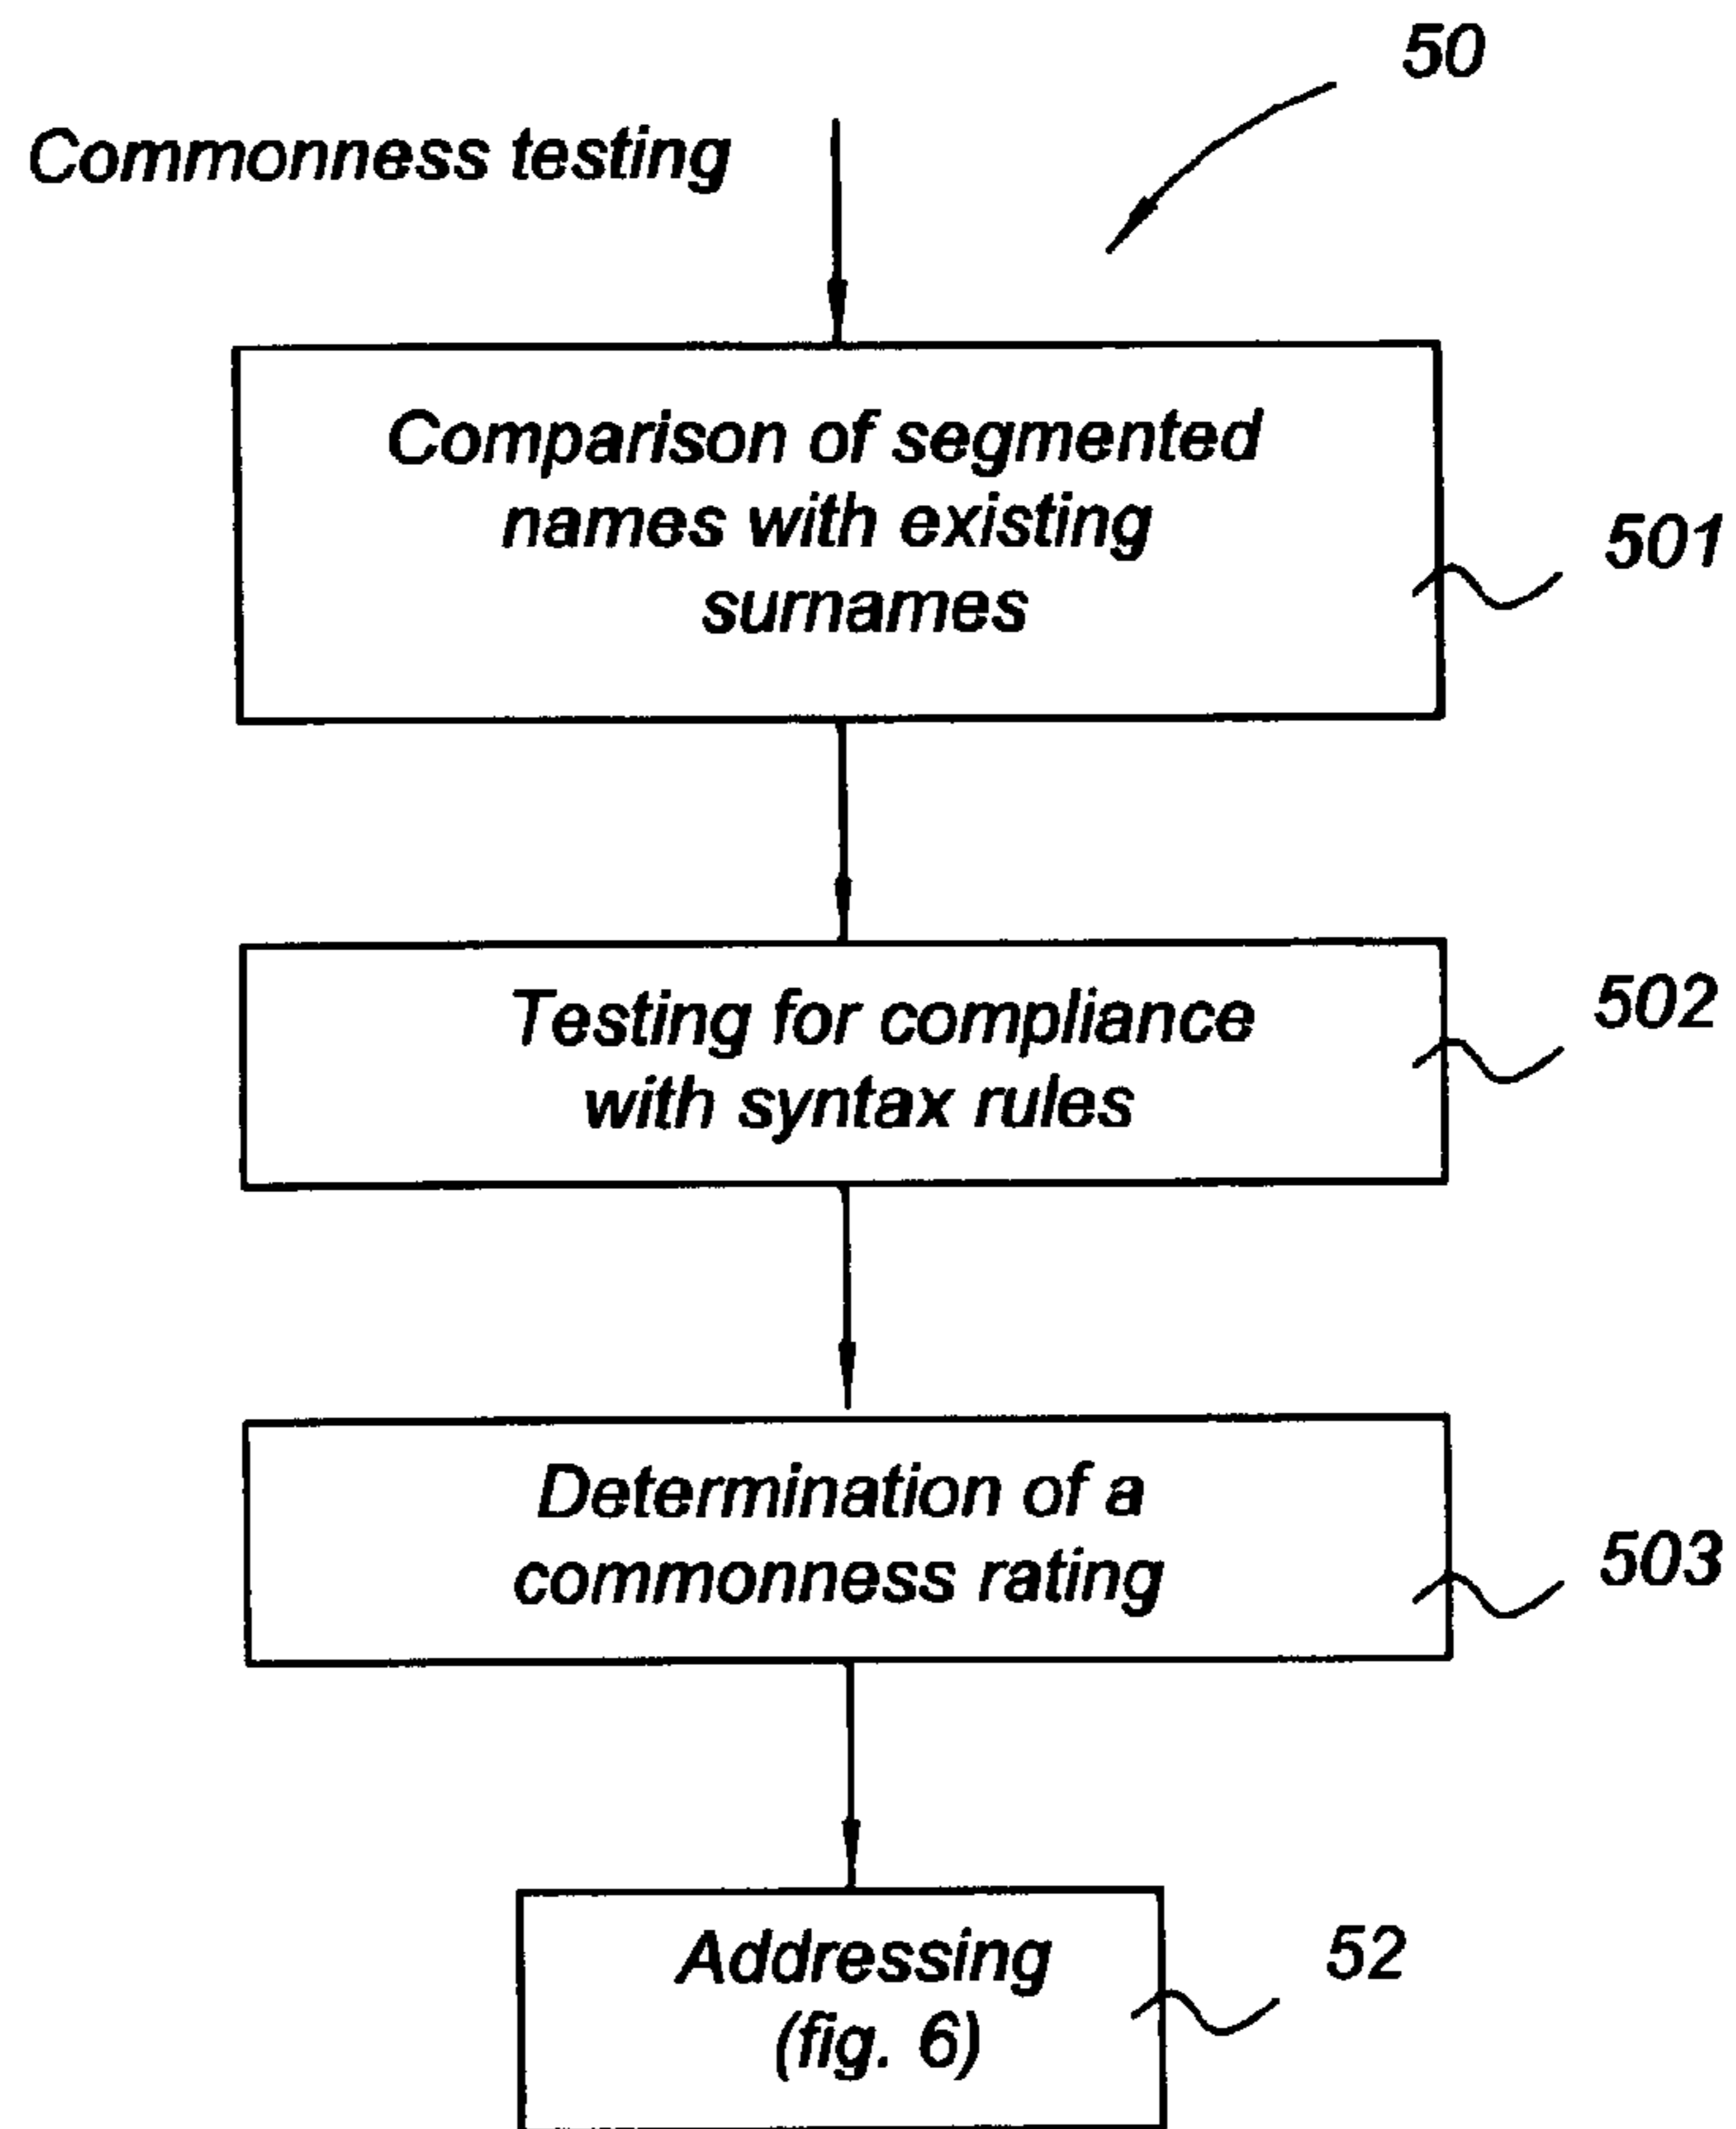 50
Commonness testing
Comparison of segmented
names with existing
surnames
501
Testing for compliance
with syntax rules
502
Determination of a
commonness rating
503
Addressing
(fig. 6)
52